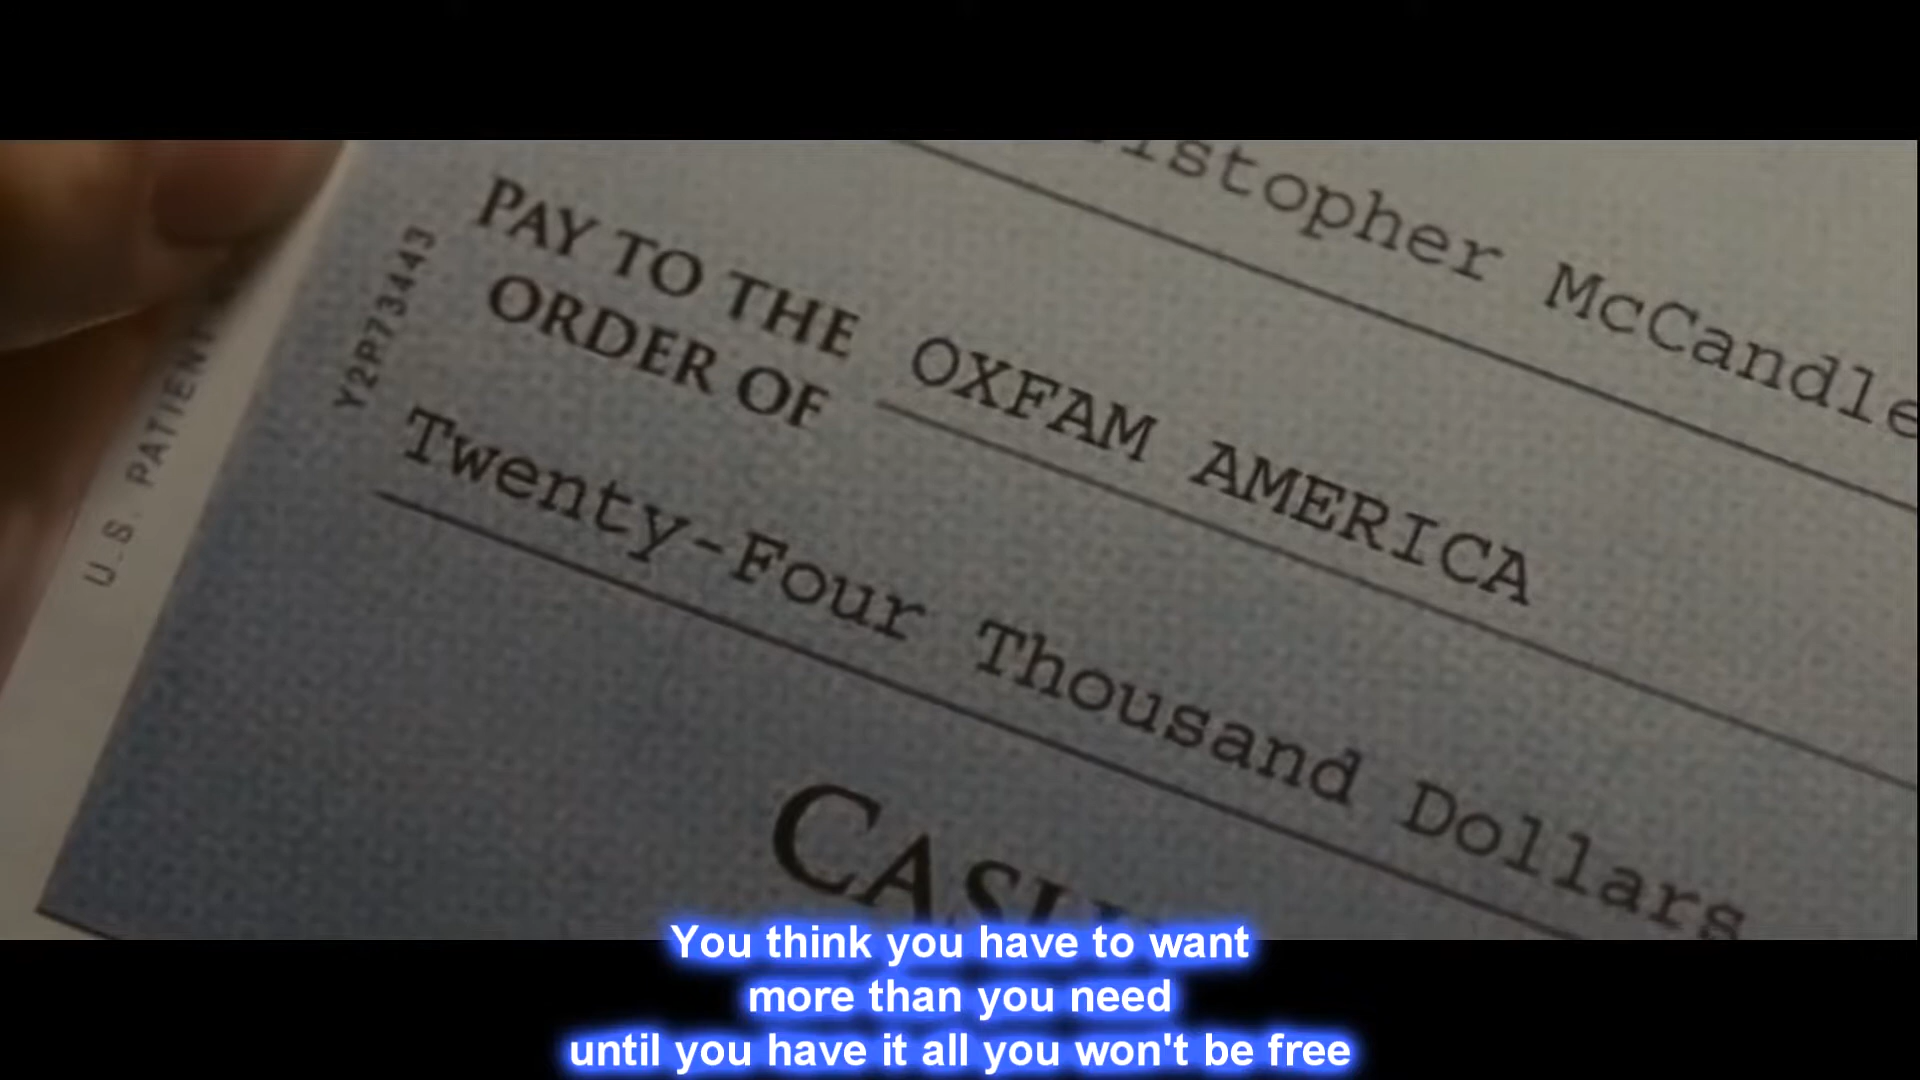 istopher McCandle
PAY TO THE
ORDER OF
OXFAM AMERICA
Twenty-Four Thousand Dollars
Y2P73443
U.S. PATENT
You think you have to want
more than you need
until you have it all you won't be free